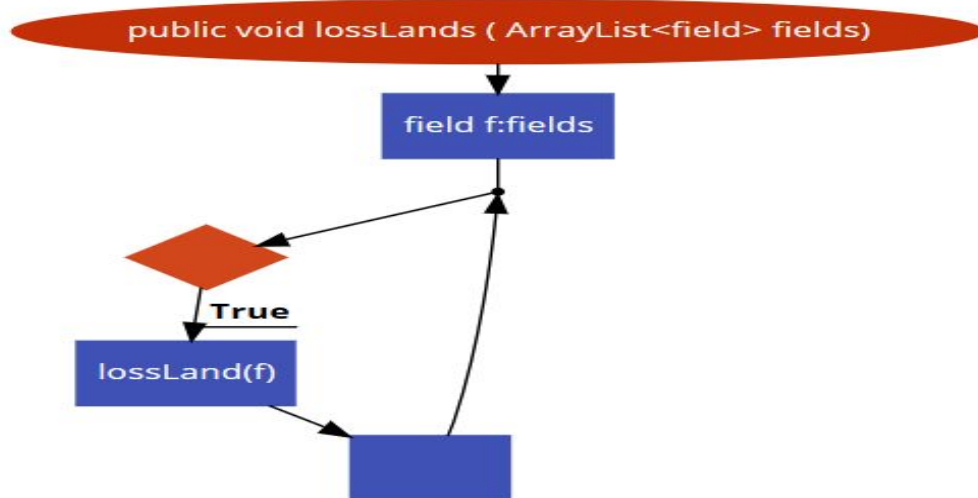 public void lossLands ( ArrayList<field> fields)
field f:fields
True
lossLand(f)